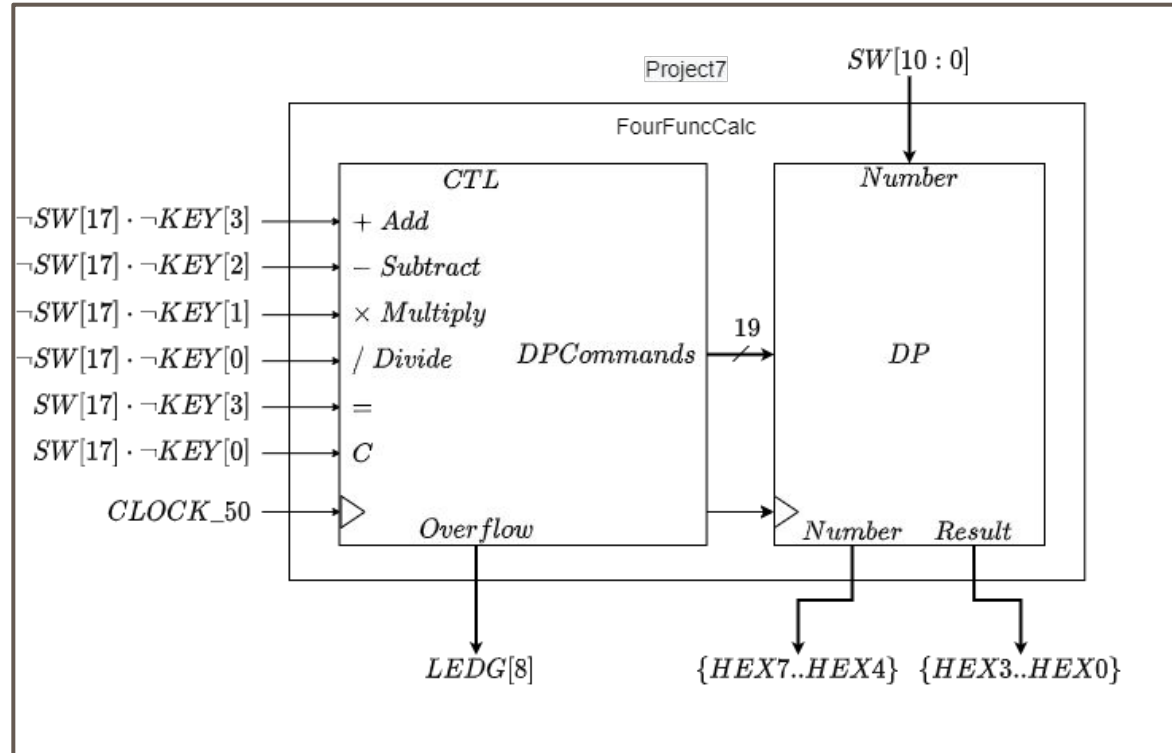 Project7
SW[10 : 0]
FourFuncCalc
CTL
Number
¬SW[17] · ¬KEY[3]
+ Add
¬SW[17] · ¬KEY[2]
− Subtract
¬SW[17] · ¬KEY[1]
× Multiply
¬SW[17] · ¬KEY[0]
/ Divide
DPCommands
19
DP
SW[17] · ¬KEY[3]
=
SW[17] · ¬KEY[0]
C
CLOCK_50
Overflow
Number
Result
LEDG[8]
{HEX7..HEX4}
{HEX3..HEX0}